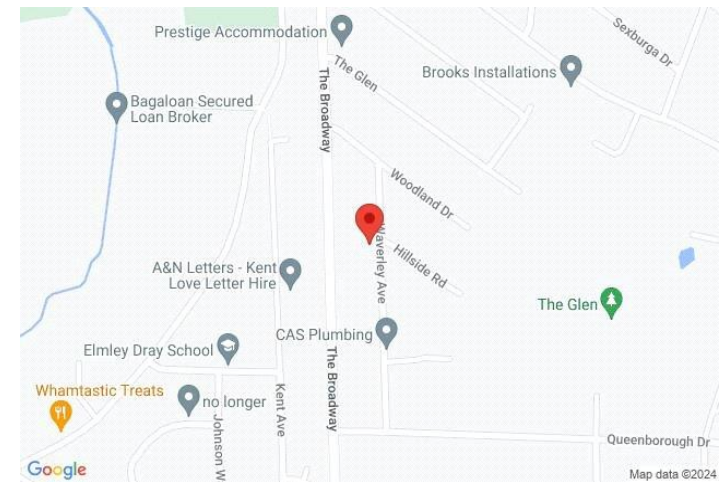 Sexburga Dr
Prestige Accommodation
The Glen
Brooks Installations
Bagaloan Secured
Loan Broker
The Broadway
Woodland Dr
Waverley Ave
Hillside Rd
A&N Letters - Kent
Love Letter Hire
The Glen
CAS Plumbing
Elmley Dray School
The Broadway
Whamtastic Treats
no longer
Kent Ave
Johnson W
Queenborough Dr
Google
Map data ©2024